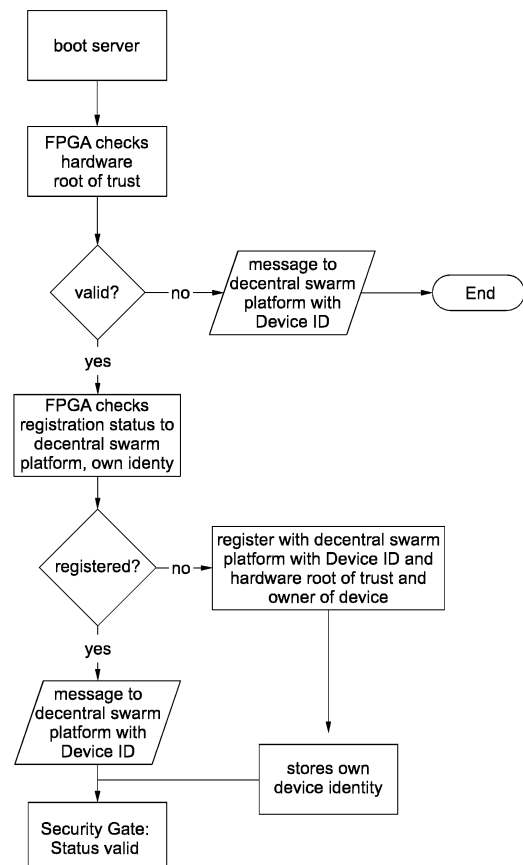 boot server
FPGA checks
hardware
root of trust
valid?
no
message to
decentral swarm
platform with
Device ID
End
yes
FPGA checks
registration status to
decentral swarm
platform, own identy
registered?
no
register with decentral swarm
platform with Device ID and
hardware root of trust and
owner of device
yes
message to
decentral swarm
platform with
Device ID
stores own
device identity
Security Gate:
Status valid